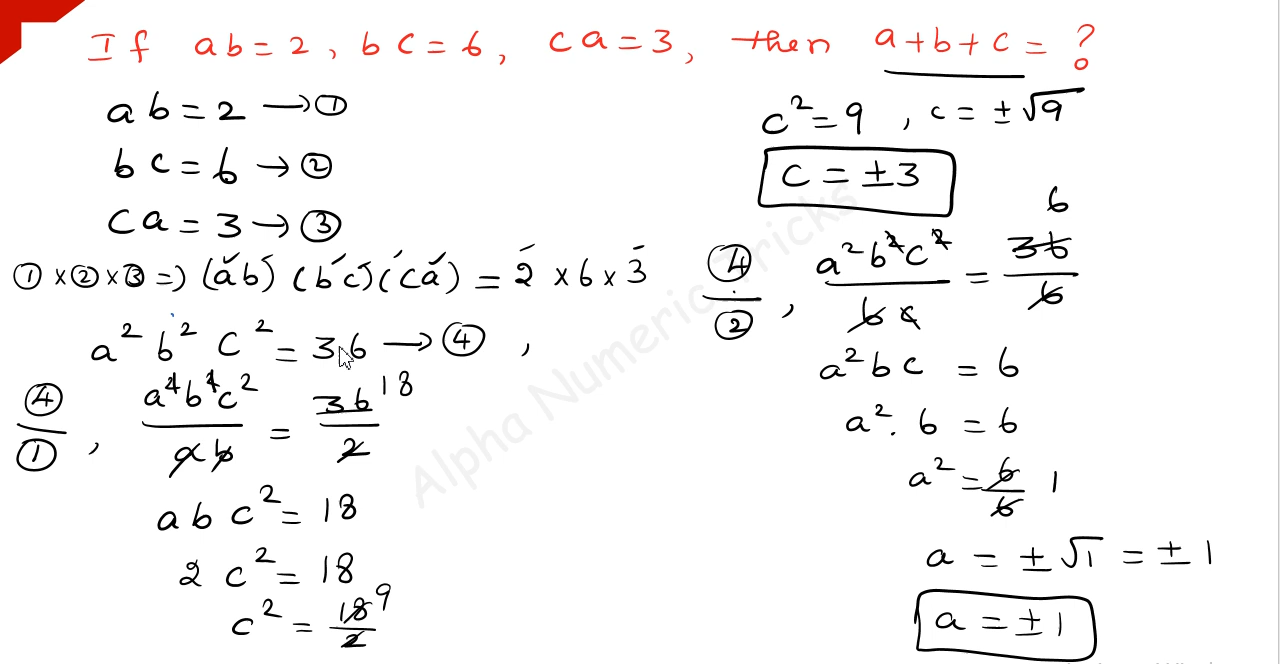 If ab = 2, bc = 6, ca = 3, then a+b+c = ?
ab = 2 → ①
bc = 6 → ②
ca = 3 → ③
① × ② × ③ ⇒ (ab) (bc) (ca) = 2 × 6 × 3
a² b² c² = 36 → ④ ,
④/① , a²b²c²/ab = 36/2 18
abc² = 18
2c² = 18
c² = 18/2 9
c² = 9 , c = ±√9
c = ±3
④/② , a²b²c²/bc = 36/6 6
a²bc = 6
a². 6 = 6
a² = 6/6 1
a = ±√1 = ±1
a = ±1
Alpha Numeric Tricks